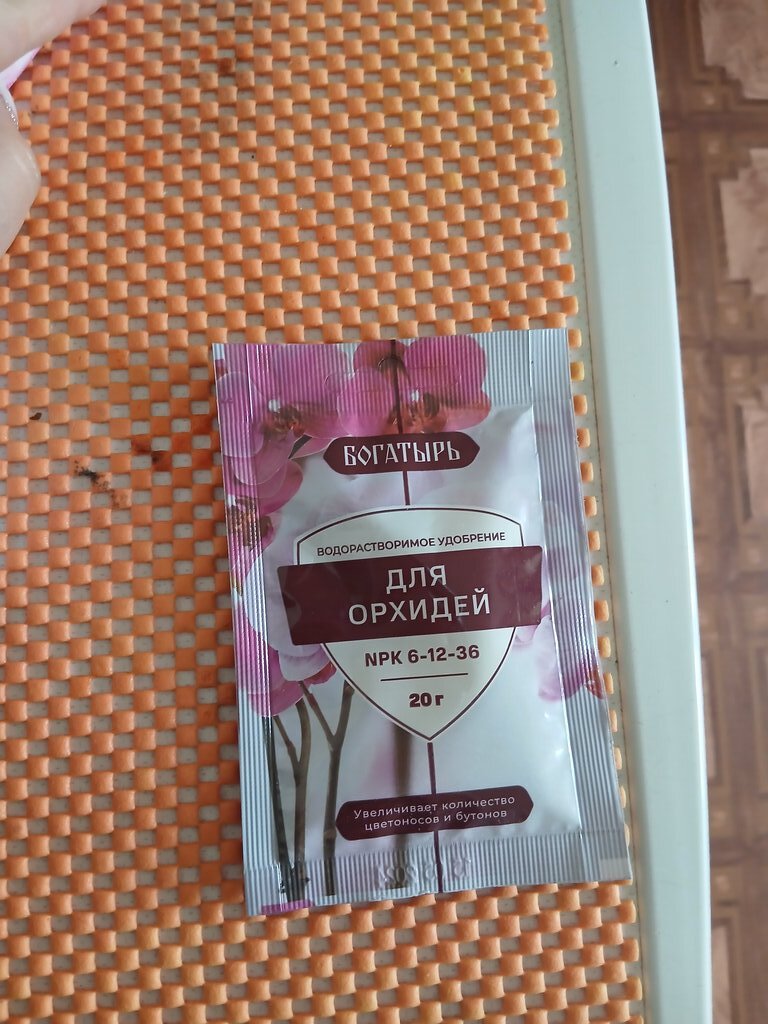 БОГАТЫРЬ
ВОДОРАСТВОРИМОЕ УДОБРЕНИЕ
ДЛЯ
ОРХИДЕЙ
NPK 6-12-36
20 г
Увеличивает количество
цветоносов и бутонов